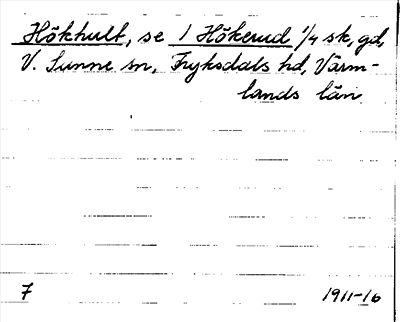 Hökhult, se 1 Hökerud 1/4 sk, gd,
V. Sunne sn, Fryksdals hd, Värm-
lands län.
7 1911-16